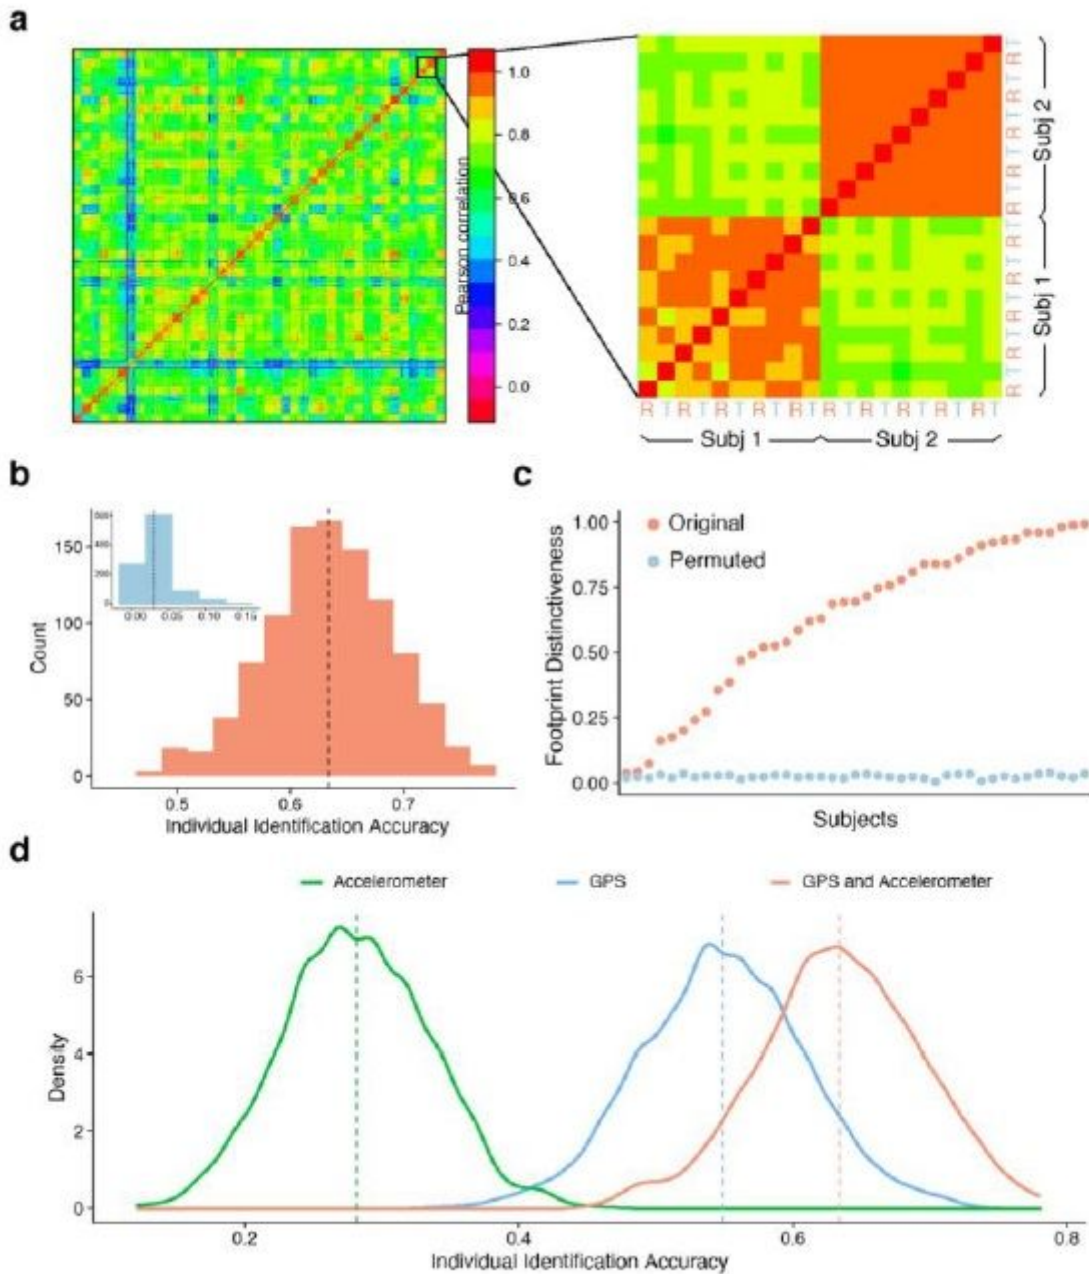 a
1.0
0.8
0.6
0.4
0.2
0.0
Pearson correlation
R T R T R T R T R T R T R T R T R T R T
Subj 1
Subj 2
R T R T R T R T R T R T R T R T R T R T
Subj 1 Subj 2
b
600
400
200
0
0.00 0.05 0.10 0.15
150
100
50
0
Count
0.5 0.6 0.7
Individual Identification Accuracy
c
1.00
0.75
0.50
0.25
0.00
Footprint Distinctiveness
Original
Permuted
Subjects
d
Accelerometer GPS GPS and Accelerometer
6
4
2
0
Density
0.2 0.4 0.6 0.8
Individual Identification Accuracy